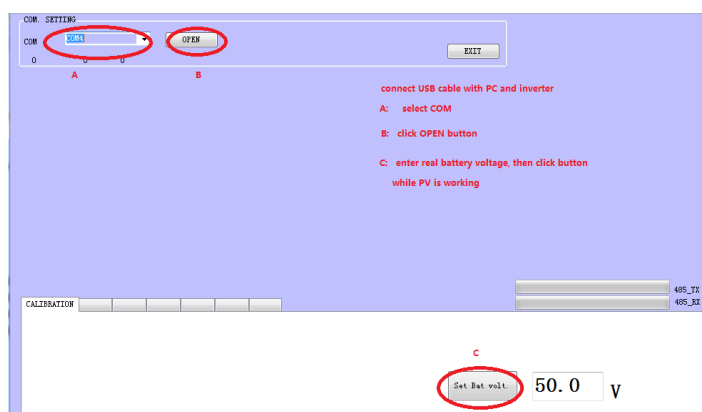 COM. SETTING
COM COM4 OPEN
EXIT
0 0 0
A B
connect USB cable with PC and inverter
A: select COM
B: click OPEN button
C: enter real battery voltage, then click button
while PV is working
485_TX
485_RX
CALIBRATION
C
Set Bat volt. 50.0 V